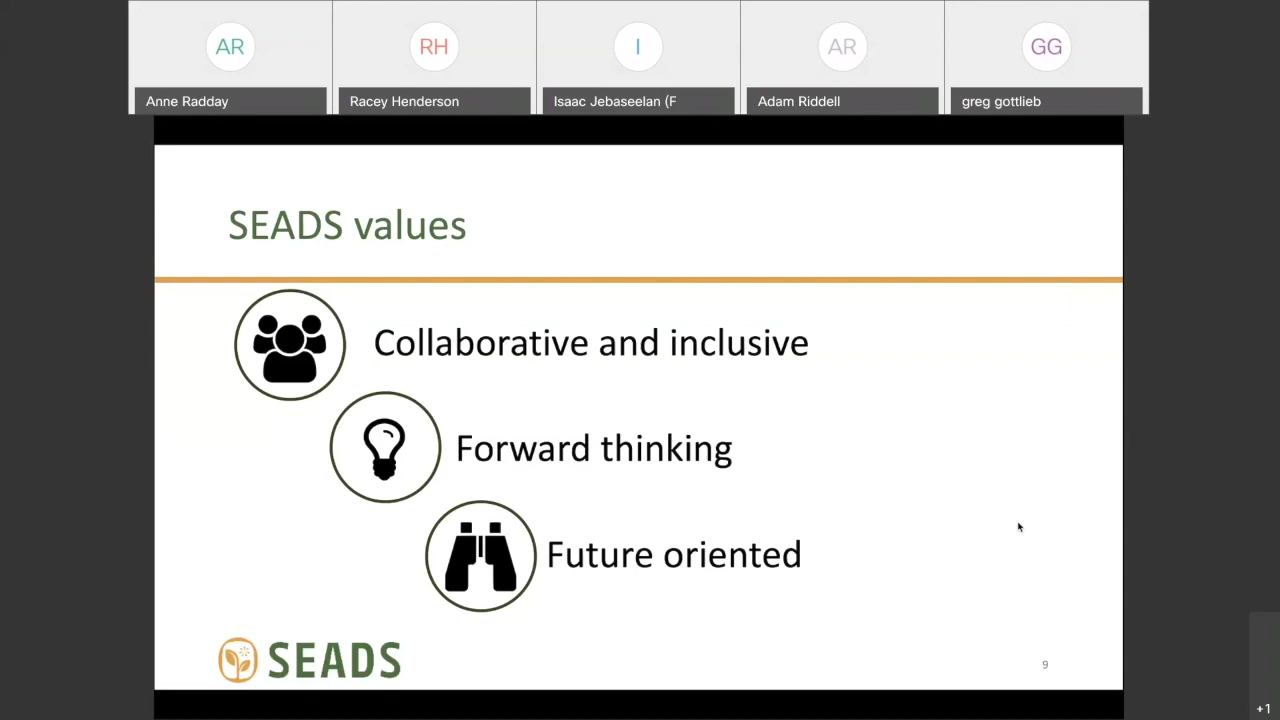 AR
RH
I
AR
GG
Anne Radday
Racey Henderson
Isaac Jebaseelan (F
Adam Riddell
greg gottlieb
SEADS values
Collaborative and inclusive
Forward thinking
Future oriented
SEADS
9
+1